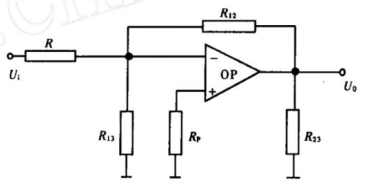 R₁₂
R
−
OP
+
Uᵢ
U₀
R₁₃
Rₚ
R₂₃